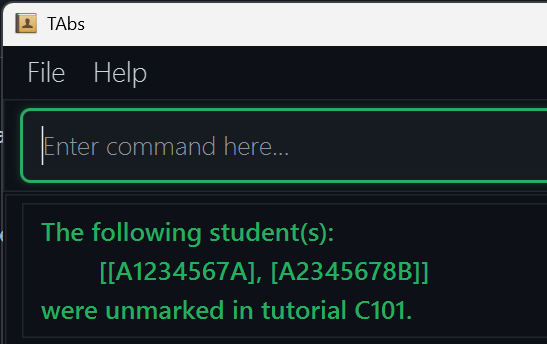 TAbs
File Help
Enter command here...
The following student(s):
[[A1234567A], [A2345678B]]
were unmarked in tutorial C101.